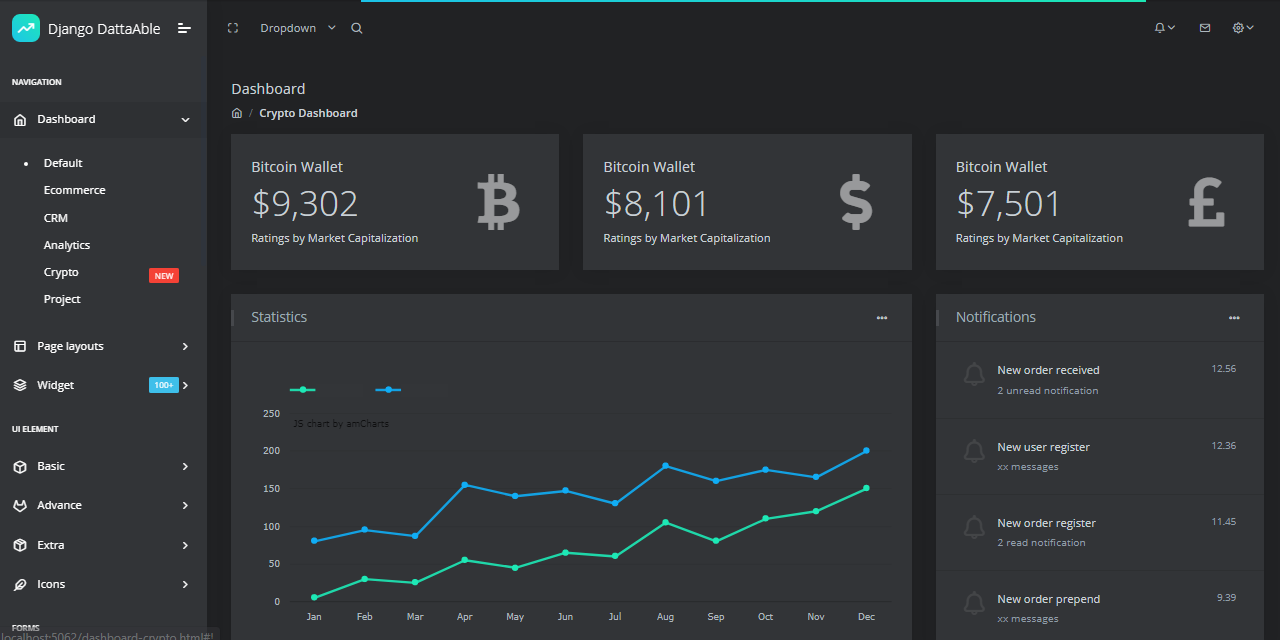 Django DattaAble
Dropdown
NAVIGATION
Dashboard
Default
Ecommerce
CRM
Analytics
Crypto NEW
Project
Page layouts
Widget 100+
UI ELEMENT
Basic
Advance
Extra
Icons
FORMS
localhost:5062/dashboard-crypto.html#!
Dashboard
/ Crypto Dashboard
Bitcoin Wallet
$9,302
Ratings by Market Capitalization
Bitcoin Wallet
$8,101
Ratings by Market Capitalization
Bitcoin Wallet
$7,501
Ratings by Market Capitalization
Statistics
JS chart by amCharts
250
200
150
100
50
0
Jan Feb Mar Apr May Jun Jul Aug Sep Oct Nov Dec
Notifications
New order received 12.56
2 unread notification
New user register 12.36
xx messages
New order register 11.45
2 read notification
New order prepend 9.39
xx messages